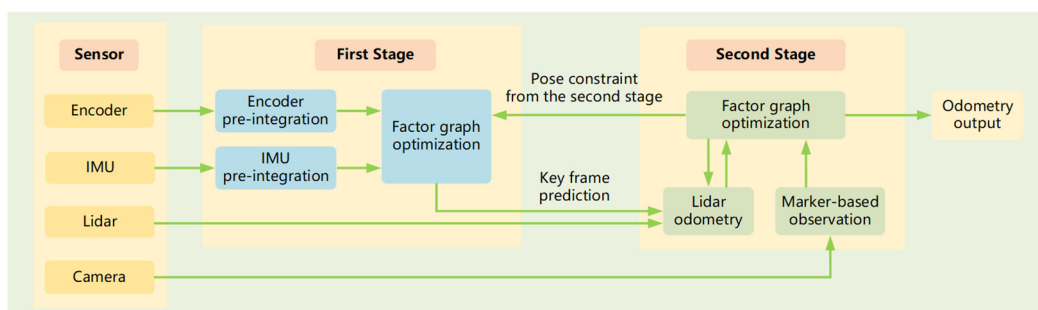 Sensor
First Stage
Second Stage
Encoder
Encoder
pre-integration
Factor graph
optimization
Pose constraint
from the second stage
Factor graph
optimization
Odometry
output
IMU
IMU
pre-integration
Key frame
prediction
Lidar
Lidar
odometry
Marker-based
observation
Camera